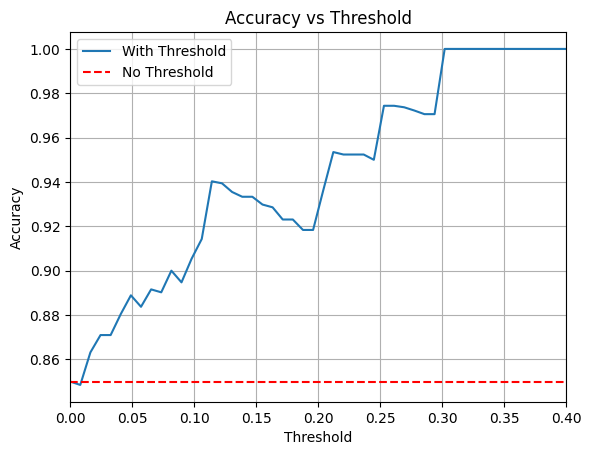 Accuracy vs Threshold
With Threshold
No Threshold
1.00
0.98
0.96
0.94
0.92
0.90
0.88
0.86
Accuracy
0.00 0.05 0.10 0.15 0.20 0.25 0.30 0.35 0.40
Threshold